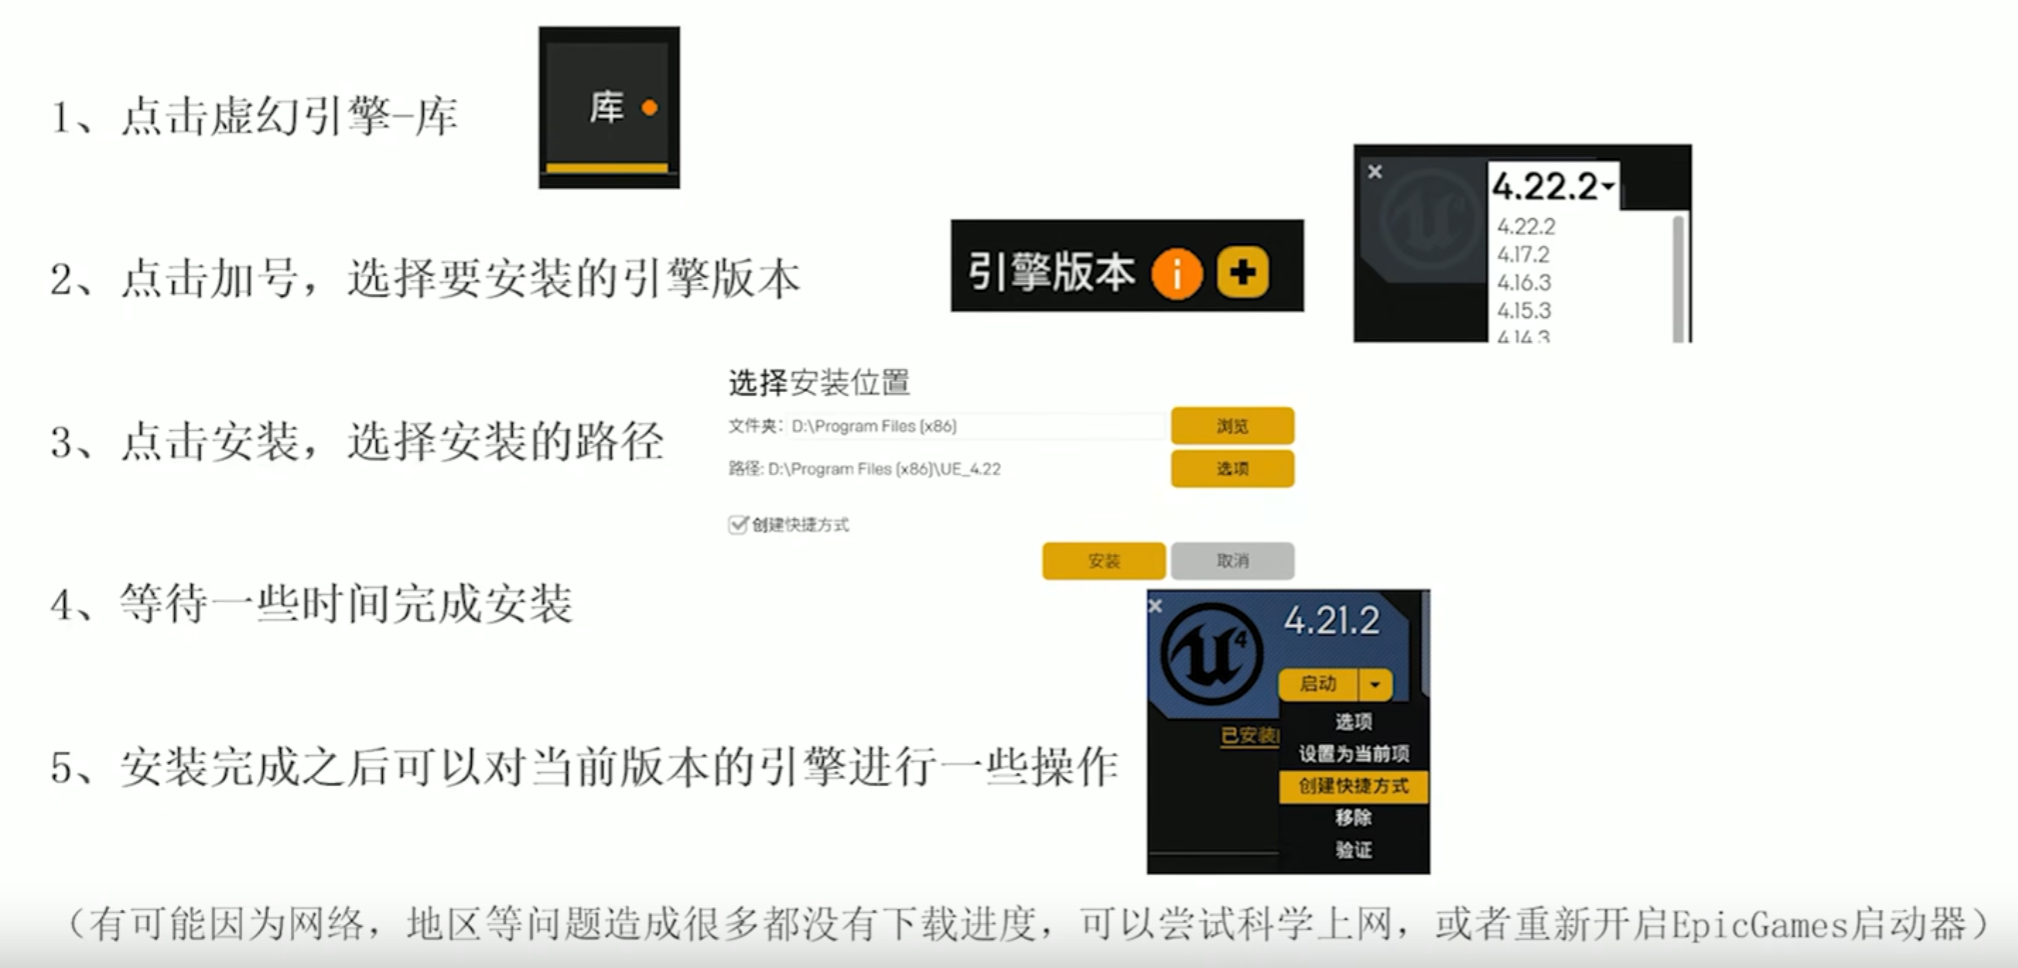 1、点击虚幻引擎-库
库
2、点击加号，选择要安装的引擎版本
引擎版本 i +
4.22.2
4.22.2
4.17.2
4.16.3
4.15.3
4.14.3
3、点击安装，选择安装的路径
选择安装位置
文件夹: D:\Program Files (x86)
浏览
路径: D:\Program Files (x86)\UE_4.22
选项
创建快捷方式
安装
取消
4、等待一些时间完成安装
4.21.2
启动
选项
已安装
设置为当前项
创建快捷方式
移除
验证
5、安装完成之后可以对当前版本的引擎进行一些操作
（有可能因为网络，地区等问题造成很多都没有下载进度，可以尝试科学上网，或者重新开启EpicGames启动器）